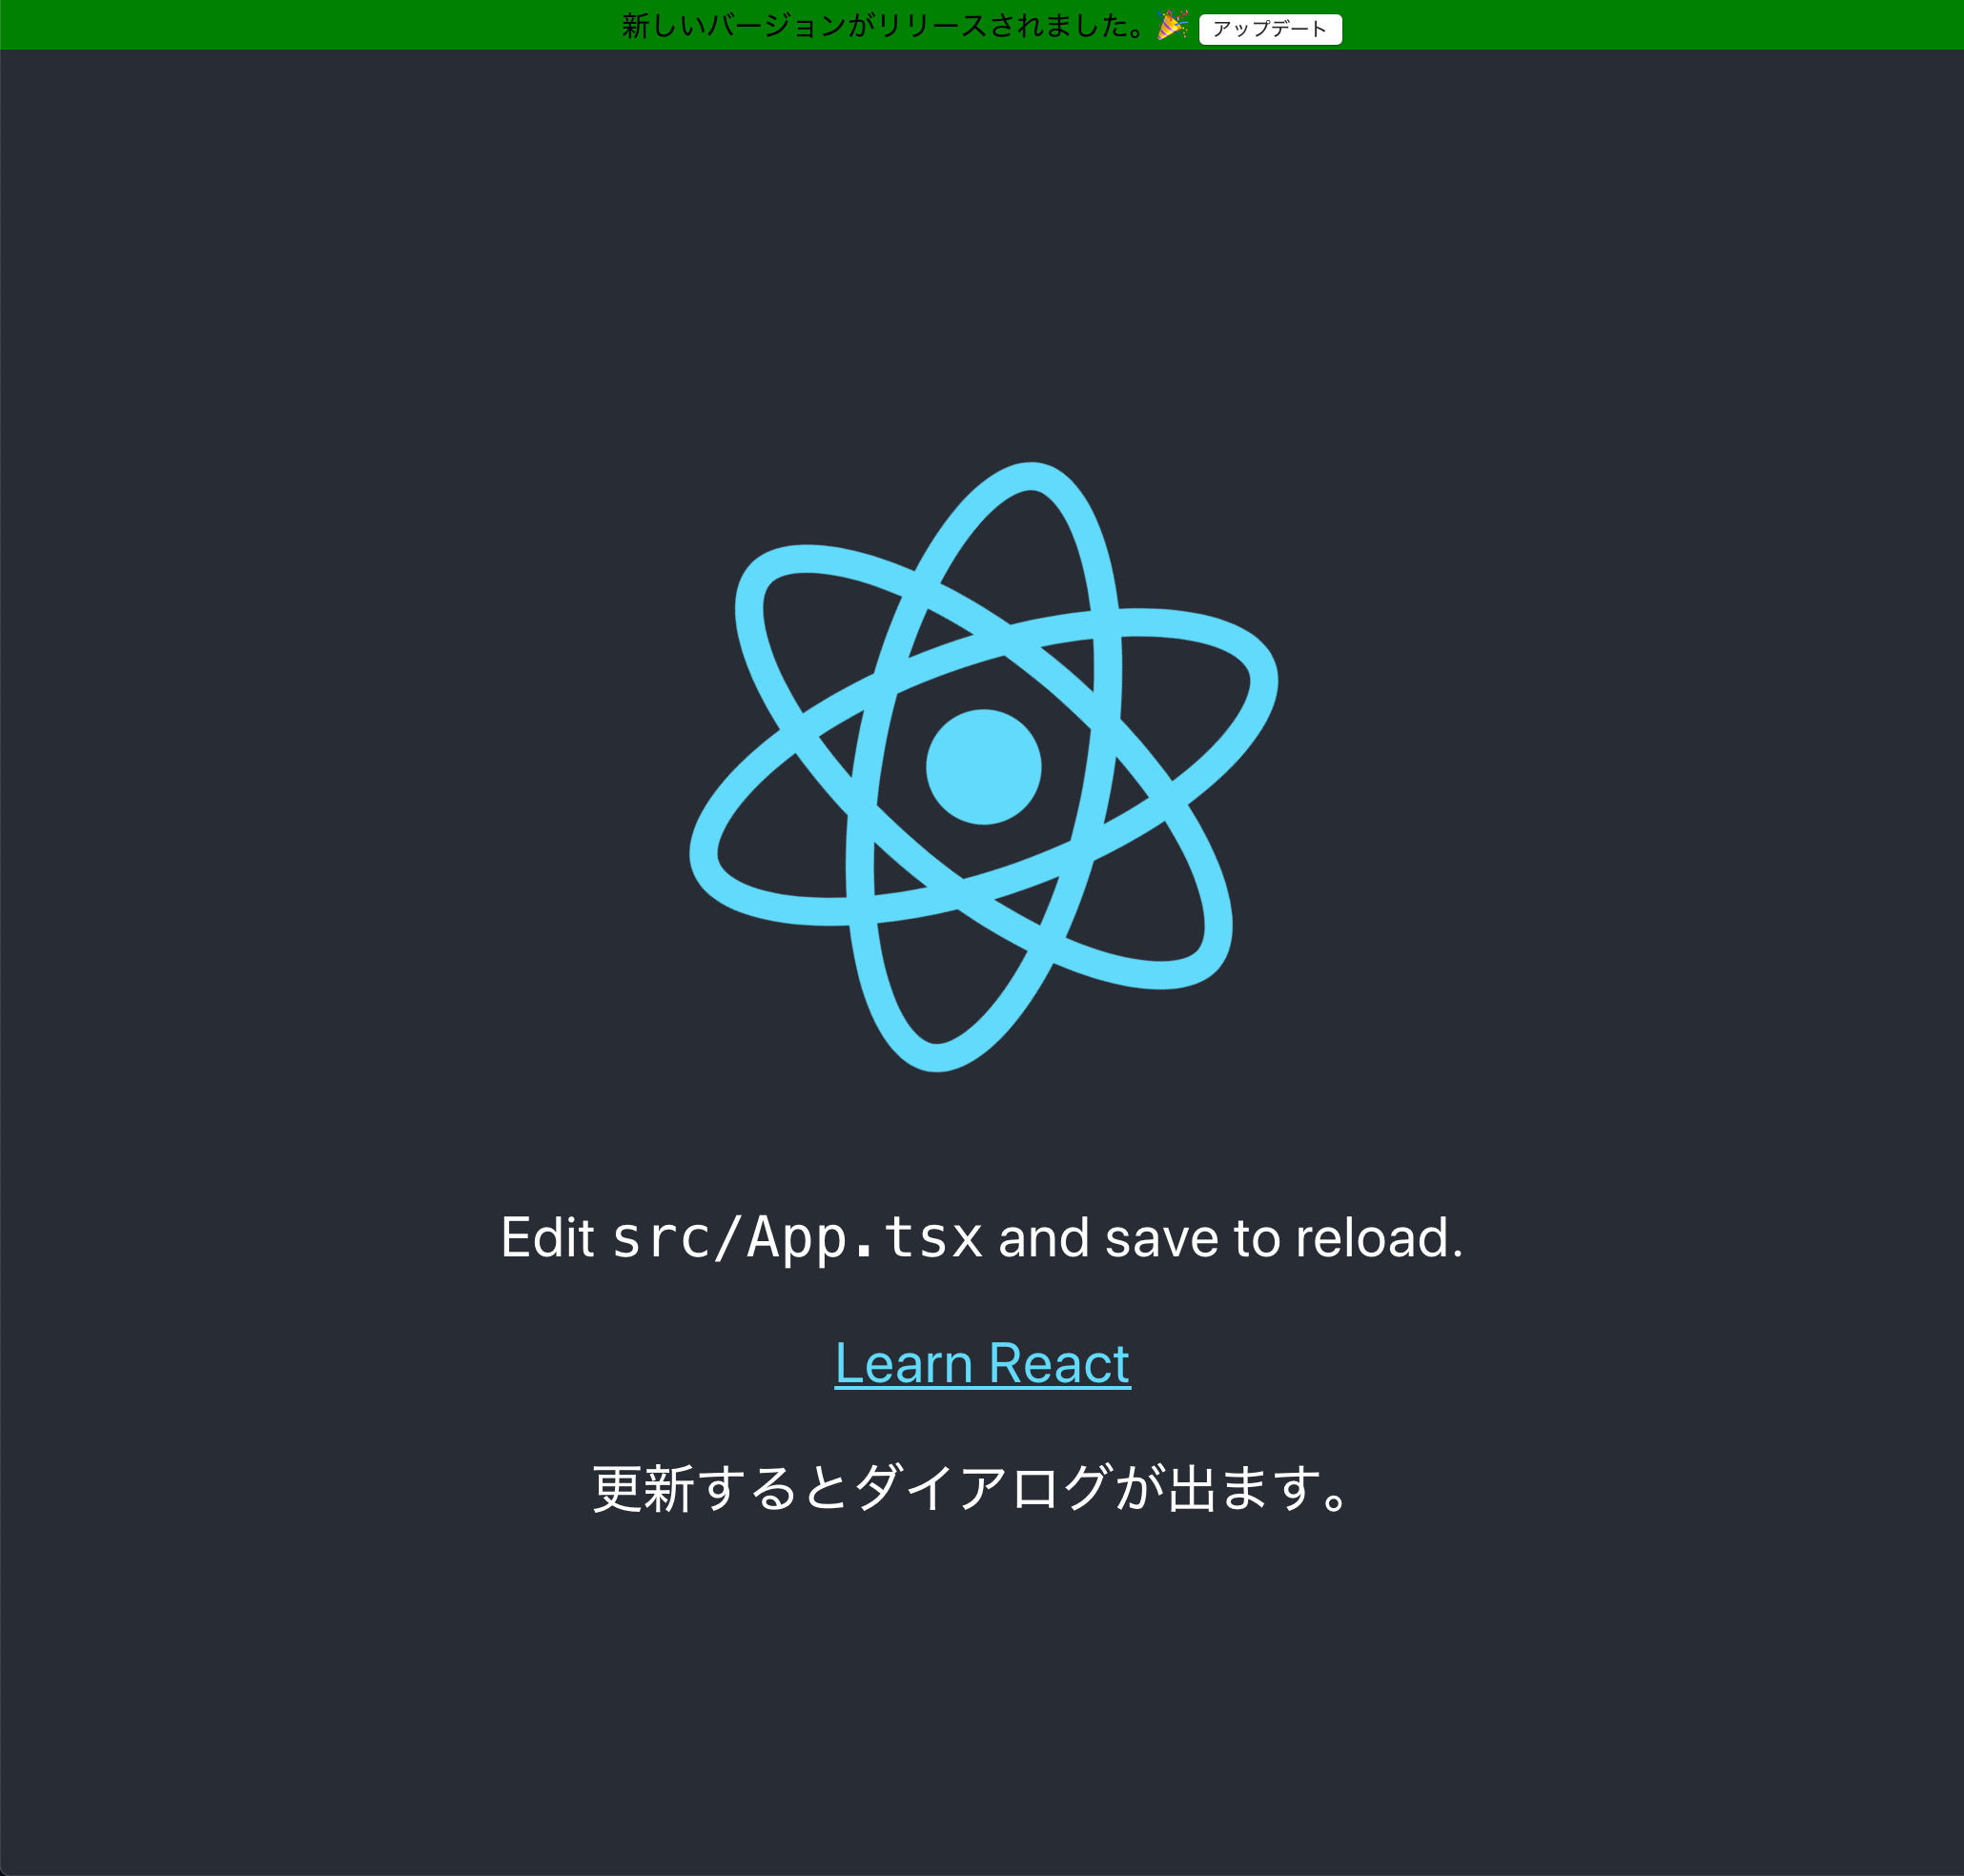 新しいバージョンがリリースされました。🎉 アップデート
Edit src/App.tsx and save to reload.
Learn React
更新するとダイアログが出ます。